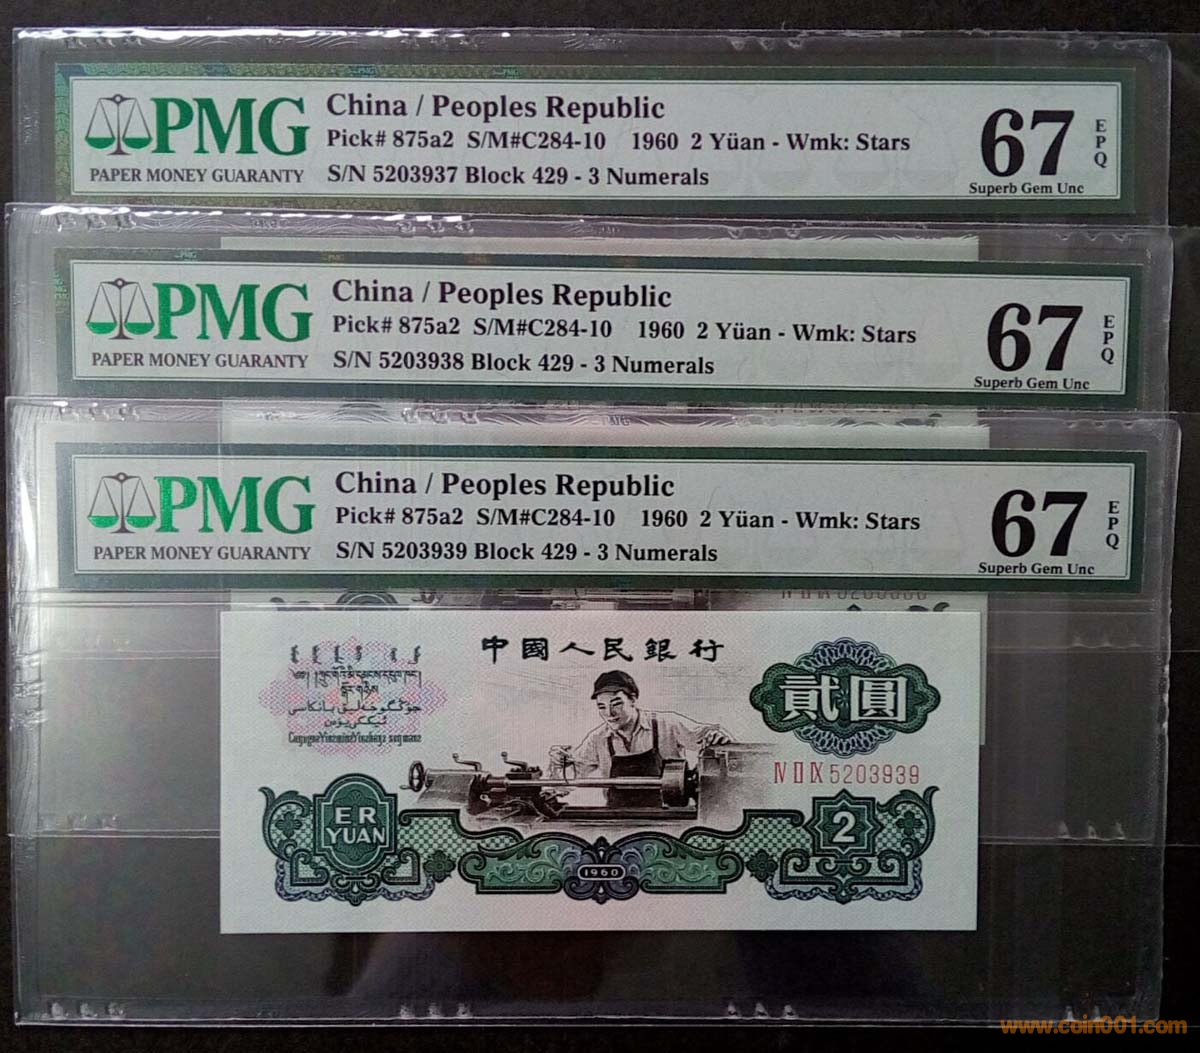 PMG
PAPER MONEY GUARANTY
China / Peoples Republic
Pick# 875a2 S/M#C284-10 1960 2 Yüan - Wmk: Stars
S/N 5203937 Block 429 - 3 Numerals
67
EPQ
Superb Gem Unc
PMG
PAPER MONEY GUARANTY
China / Peoples Republic
Pick# 875a2 S/M#C284-10 1960 2 Yüan - Wmk: Stars
S/N 5203938 Block 429 - 3 Numerals
67
EPQ
Superb Gem Unc
PMG
PAPER MONEY GUARANTY
China / Peoples Republic
Pick# 875a2 S/M#C284-10 1960 2 Yüan - Wmk: Stars
S/N 5203939 Block 429 - 3 Numerals
67
EPQ
Superb Gem Unc
中國人民銀行
貳圓
ⅣⅡⅨ 5203939
ER
YUAN
2
1960
www.coin001.com